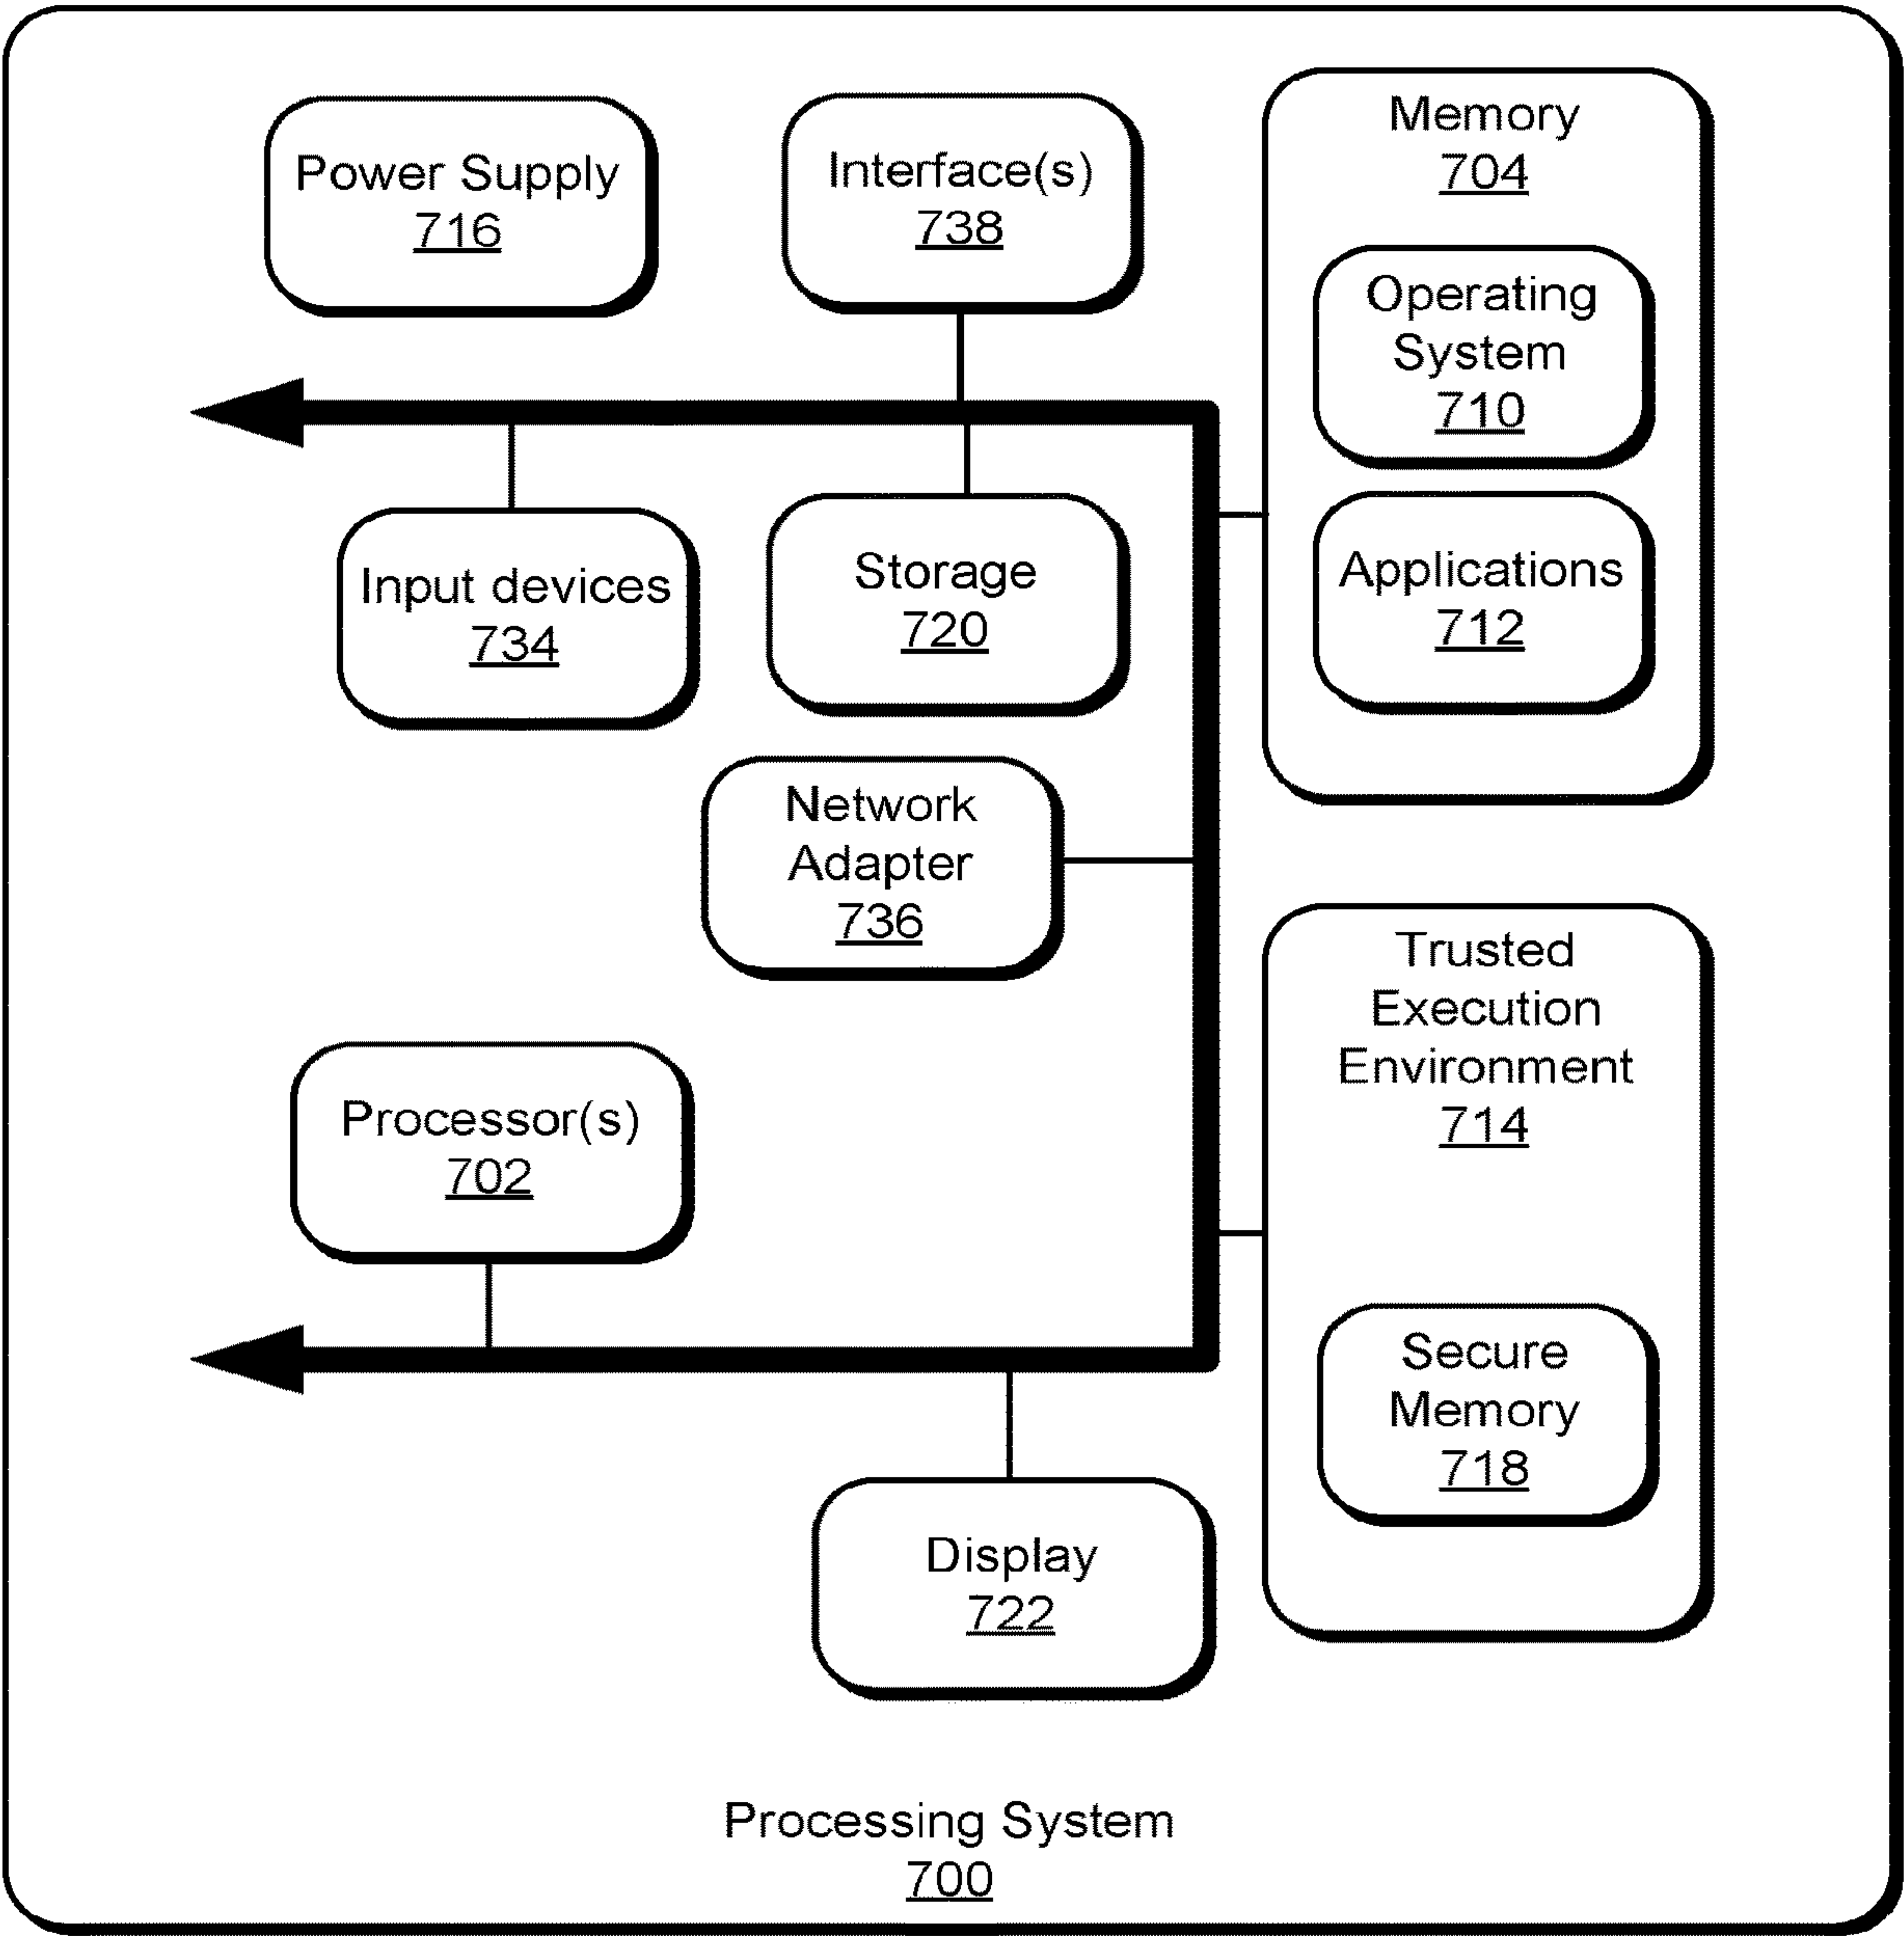 Power Supply
716
Interface(s)
738
Memory
704
Operating
System
710
Applications
712
Input devices
734
Storage
720
Network
Adapter
736
Trusted
Execution
Environment
714
Secure
Memory
718
Processor(s)
702
Display
722
Processing System
700